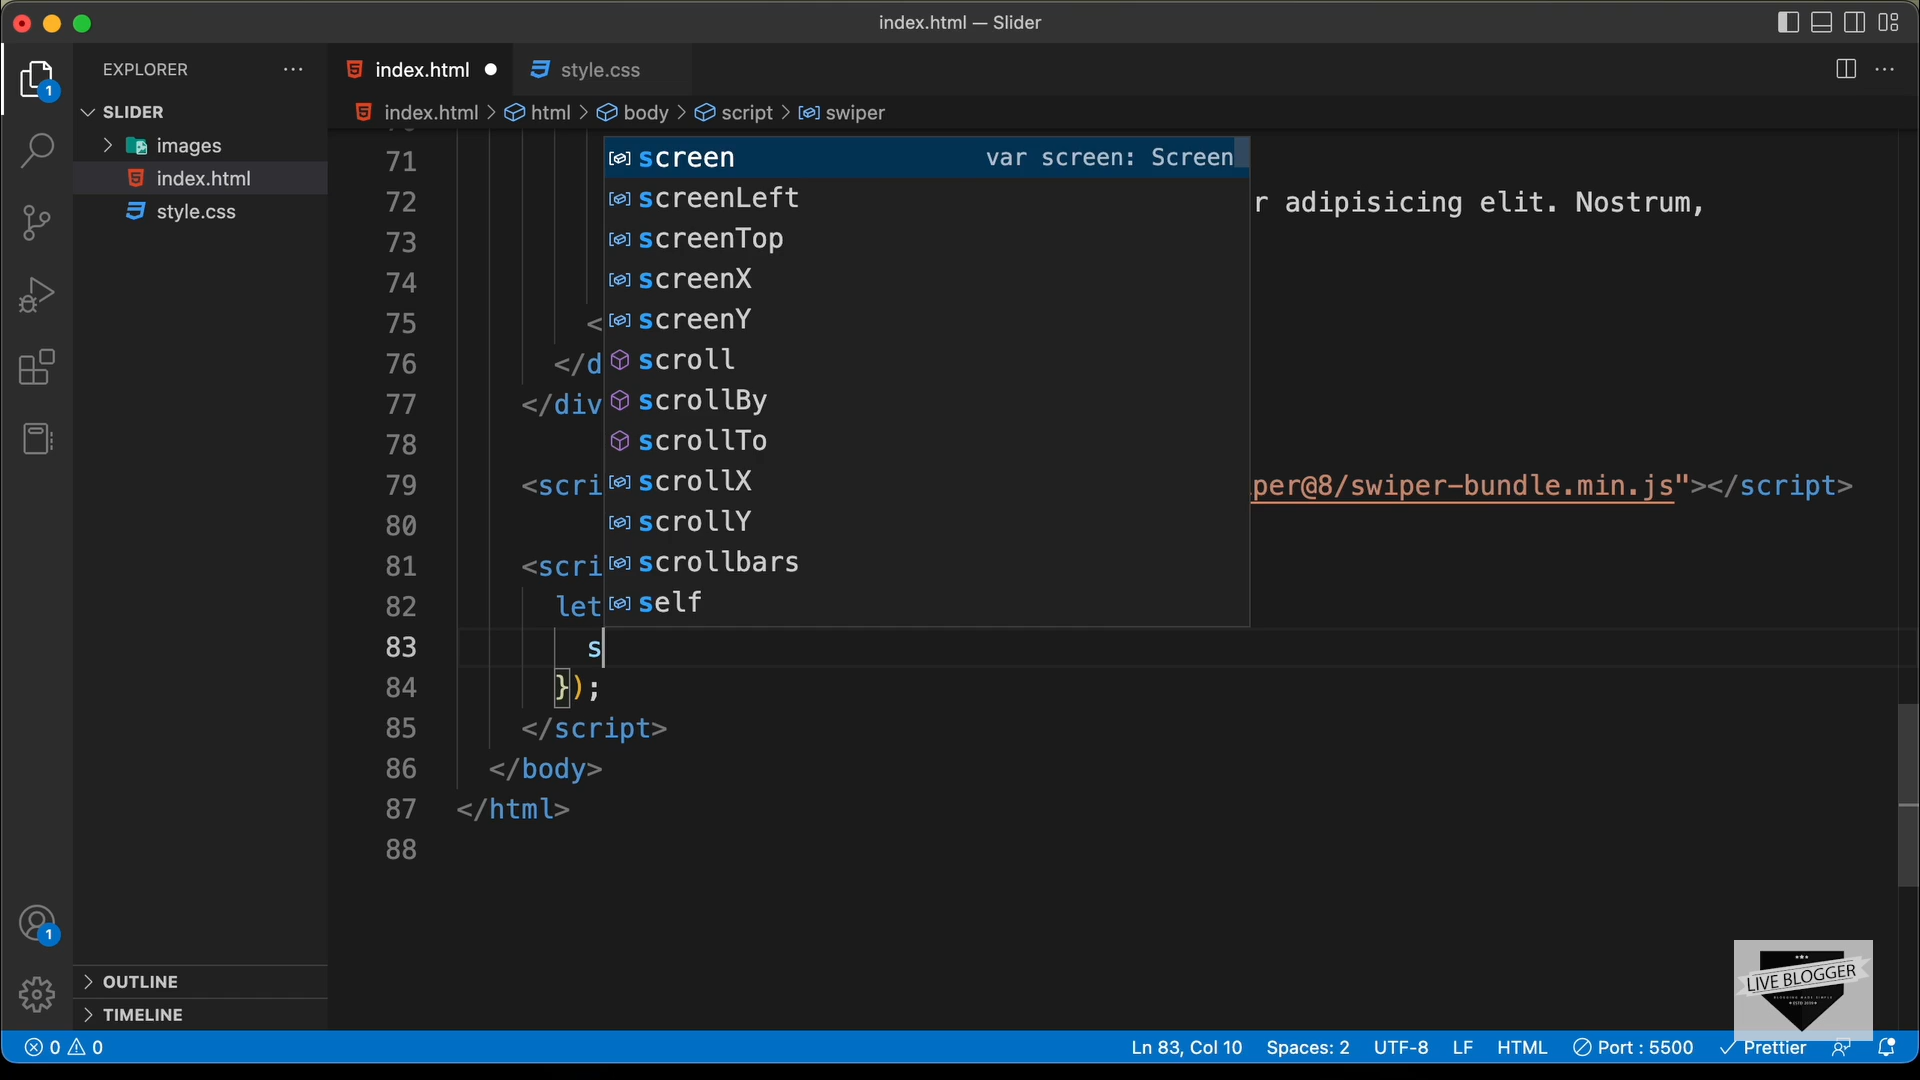 index.html — Slider
EXPLORER
index.html
style.css
1
SLIDER
index.html > html > body > script > swiper
images
index.html
style.css
71
screen var screen: Screen
72 r adipisicing elit. Nostrum,
screenLeft
73
screenTop
74
screenX
75 <
screenY
76 </d
scroll
77 </div
scrollBy
78
scrollTo
79 <scri per@8/swiper-bundle.min.js"></script>
scrollX
80
scrollY
81 <scri
scrollbars
82 let
self
83 s
84 });
85 </script>
86 </body>
87 </html>
88
1
OUTLINE
TIMELINE
LIVE BLOGGER
0 0 Ln 83, Col 10 Spaces: 2 UTF-8 LF HTML Port : 5500 Prettier